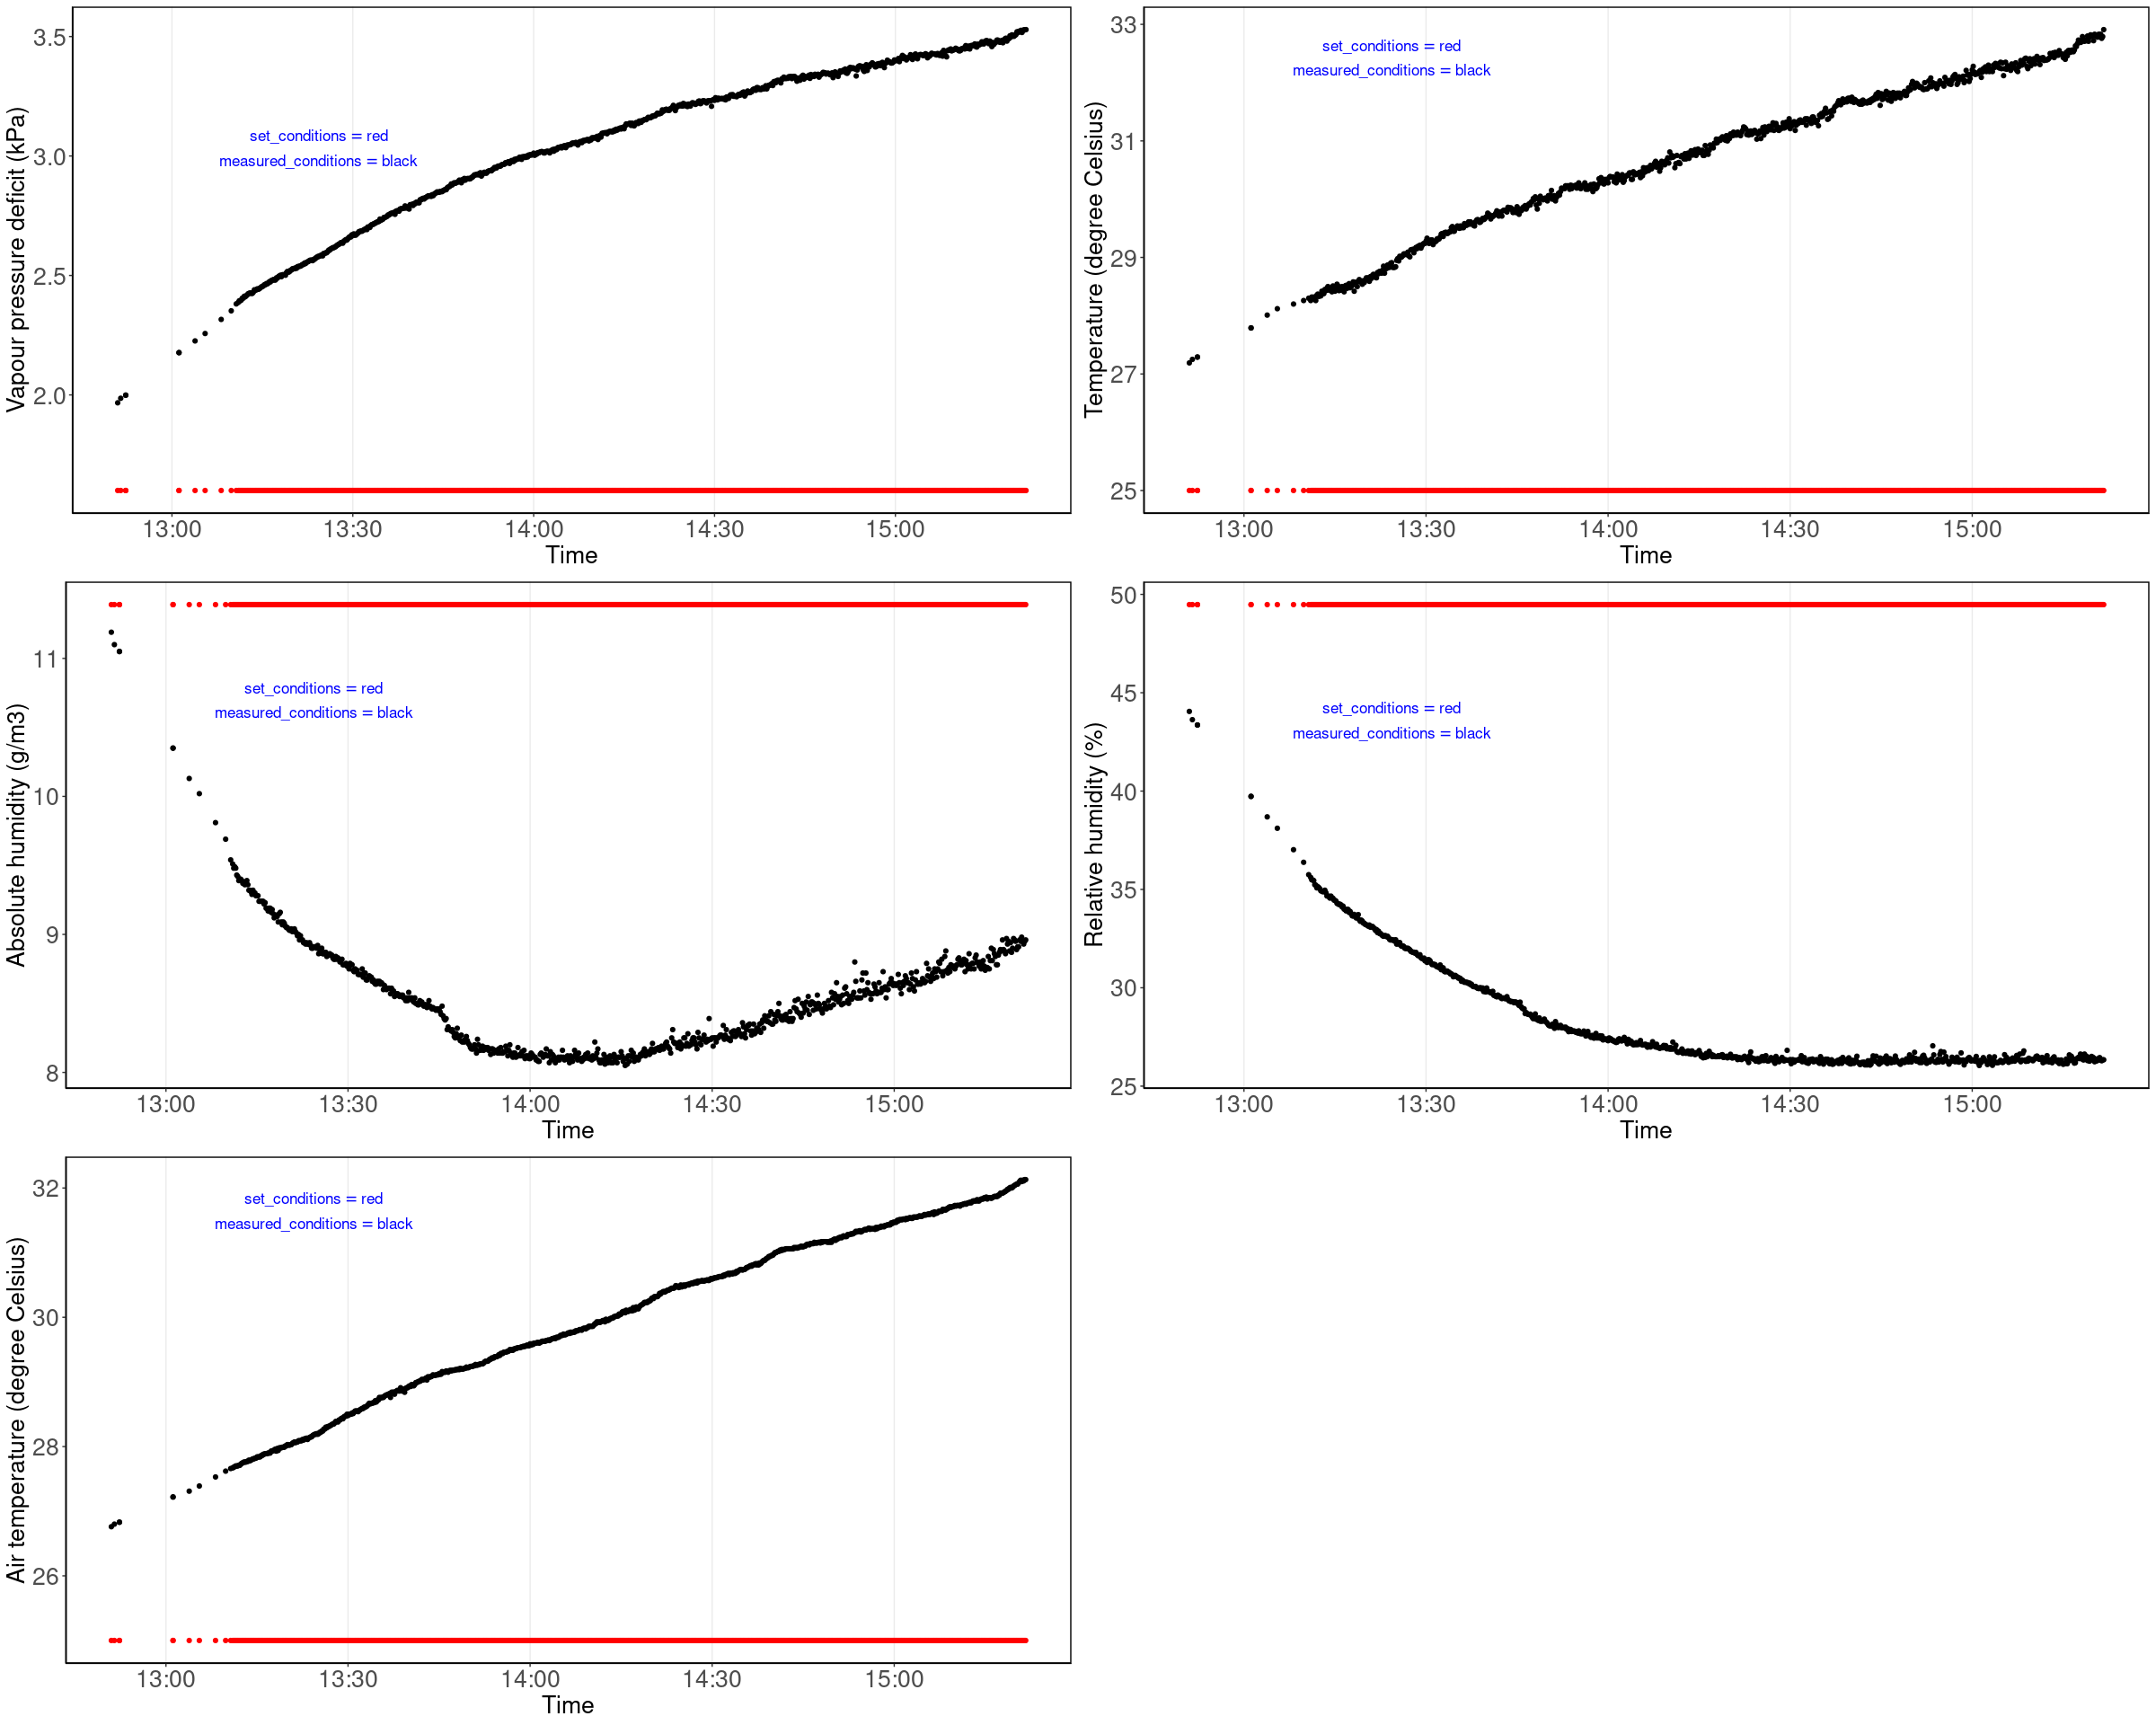 Vapour pressure deficit (kPa)
3.5
3.0
2.5
2.0
set_conditions = red
measured_conditions = black
13:00 13:30 14:00 14:30 15:00
Time
Temperature (degree Celsius)
33
31
29
27
25
set_conditions = red
measured_conditions = black
13:00 13:30 14:00 14:30 15:00
Time
Absolute humidity (g/m3)
11
10
9
8
set_conditions = red
measured_conditions = black
13:00 13:30 14:00 14:30 15:00
Time
Relative humidity (%)
50
45
40
35
30
25
set_conditions = red
measured_conditions = black
13:00 13:30 14:00 14:30 15:00
Time
Air temperature (degree Celsius)
32
30
28
26
set_conditions = red
measured_conditions = black
13:00 13:30 14:00 14:30 15:00
Time